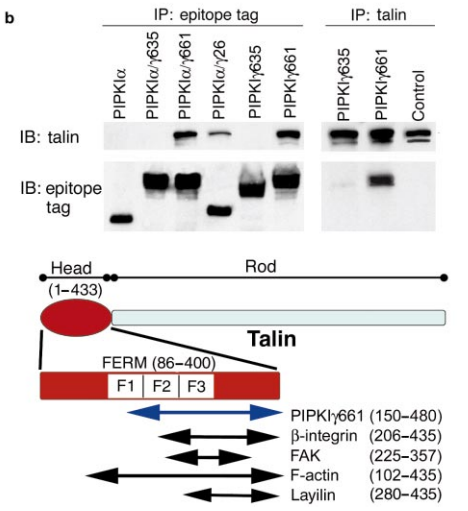 b
IP: epitope tag
IP: talin
PIPKIα
PIPKIα/γ635
PIPKIα/γ661
PIPKIα/γ26
PIPKIγ635
PIPKIγ661
PIPKIγ635
PIPKIγ661
Control
IB: talin
IB: epitope
tag
Head
Rod
(1–433)
Talin
FERM (86–400)
F1 F2 F3
PIPKIγ661 (150–480)
β-integrin (206–435)
FAK (225–357)
F-actin (102–435)
Layilin (280–435)